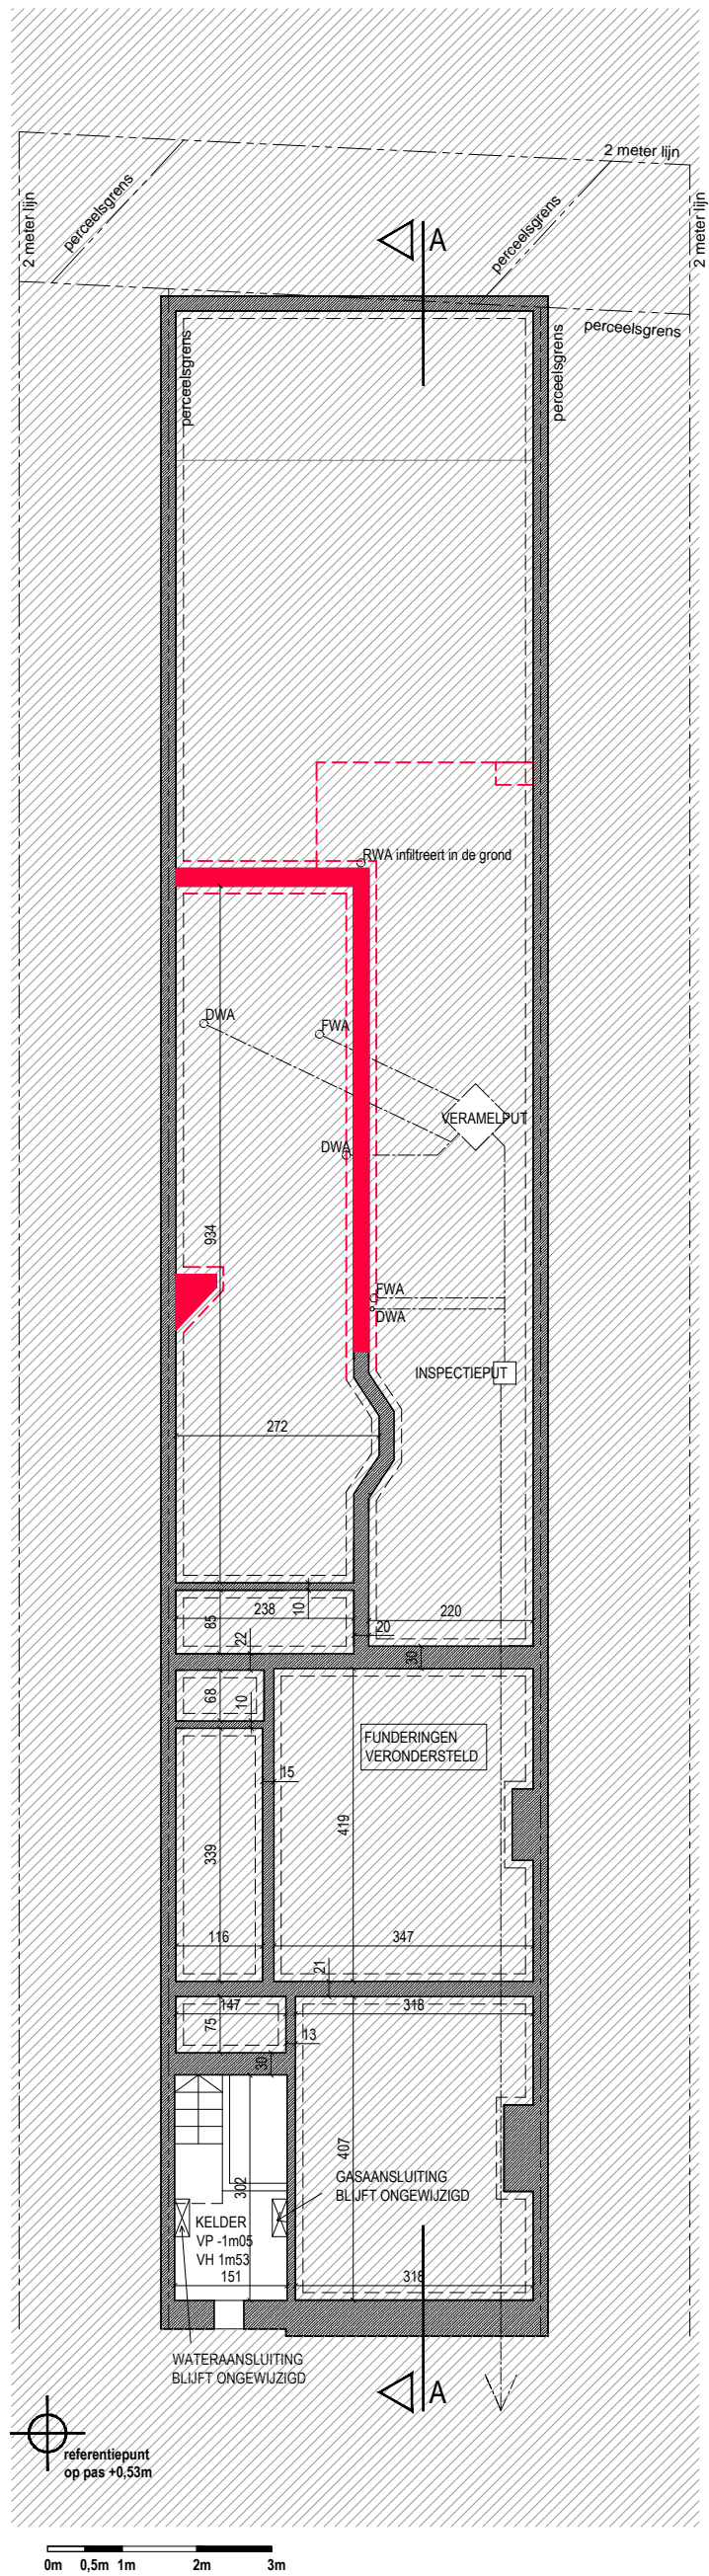 2 meter lijn
2 meter lijn
2 meter lijn
perceelsgrens
perceelsgrens
A
perceelsgrens
perceelsgrens
perceelsgrens
RWA infiltreert in de grond
DWA
FWA
VERAMELPUT
DWA
934
FWA
DWA
INSPECTIEPUT
272
238
10
85
220
20
22
30
68
10
FUNDERINGEN
VERONDERSTELD
15
419
339
116
347
21
147
318
75
13
30
407
302
GASAANSLUITING
BLIJFT ONGEWIJZIGD
KELDER
VP -1m05
VH 1m53
151
318
WATERAANSLUITING
BLIJFT ONGEWIJZIGD
A
referentiepunt
op pas +0,53m
0m 0,5m 1m 2m 3m